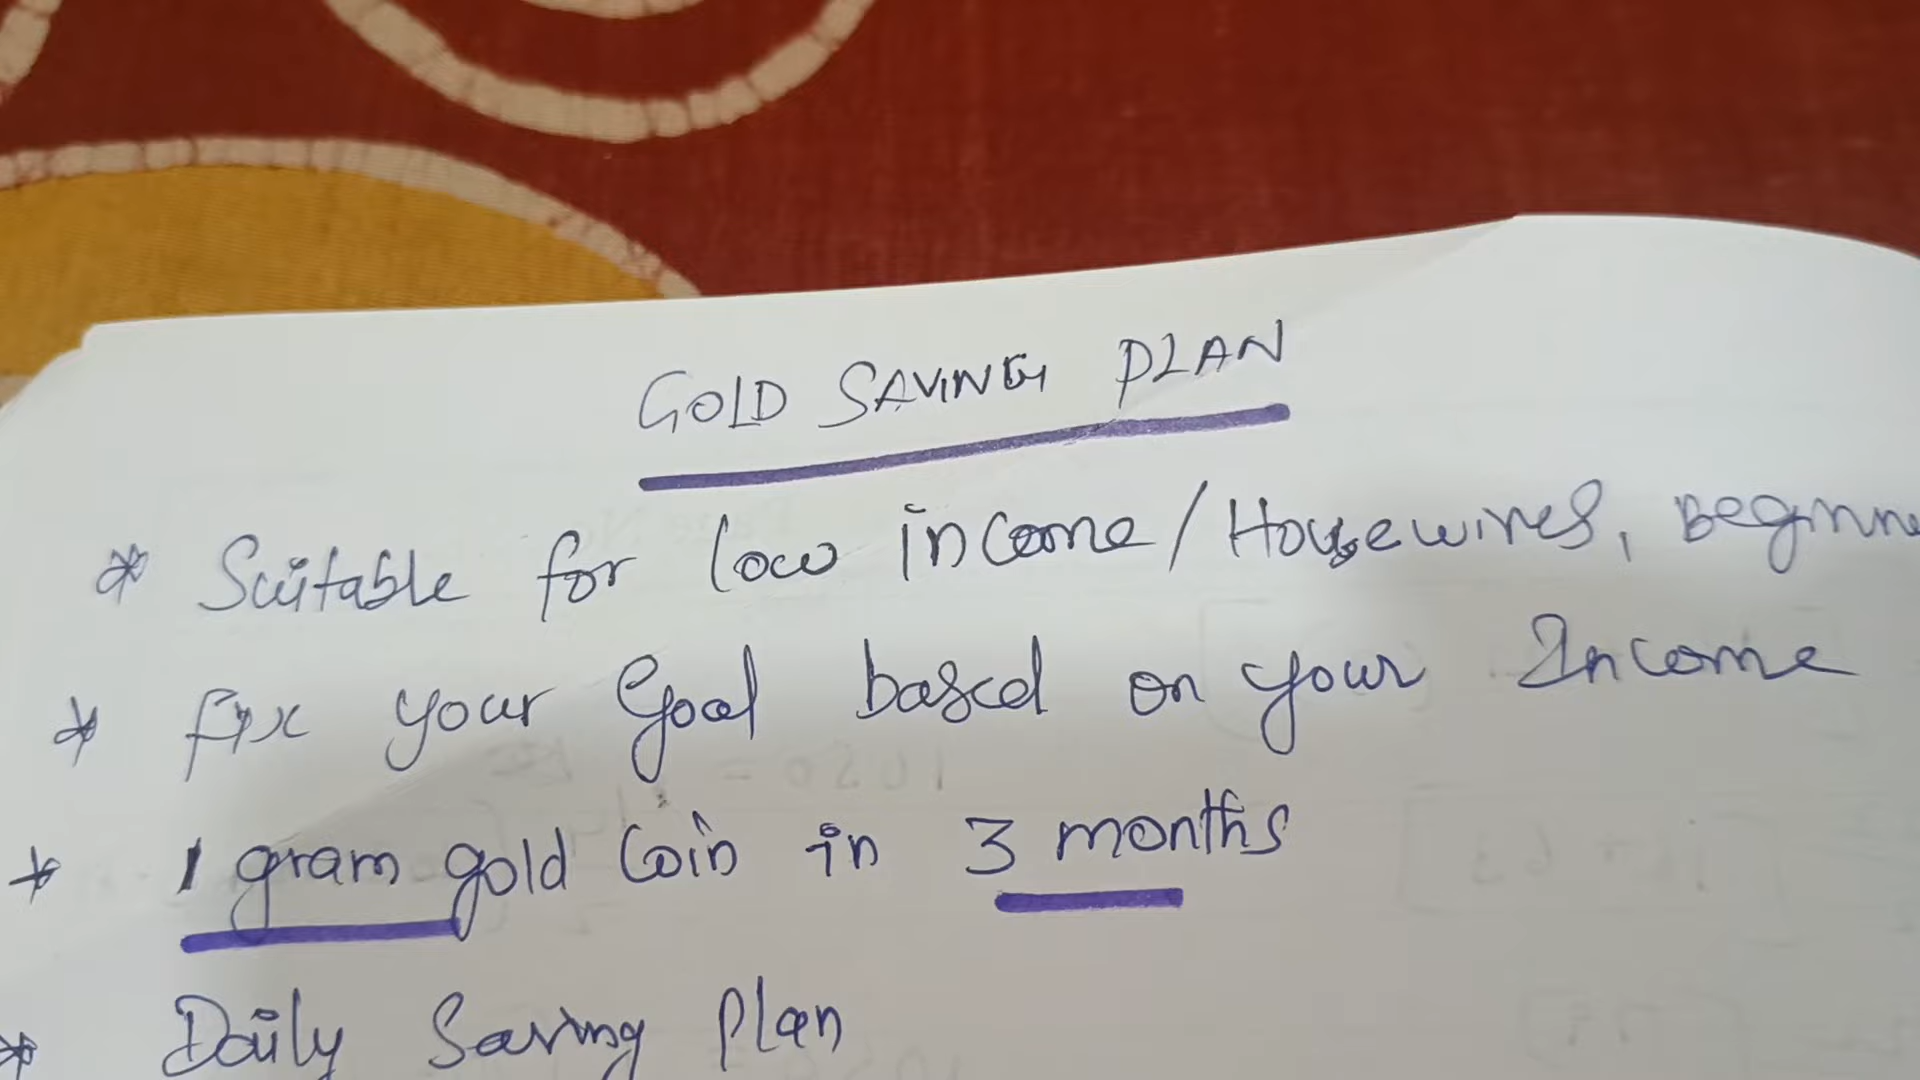 GOLD SAVING PLAN
* Suitable for low income/Housewives,
* fix your Goal based on your Income
* 1 gram gold Coin in 3 months
* Daily Saving Plan